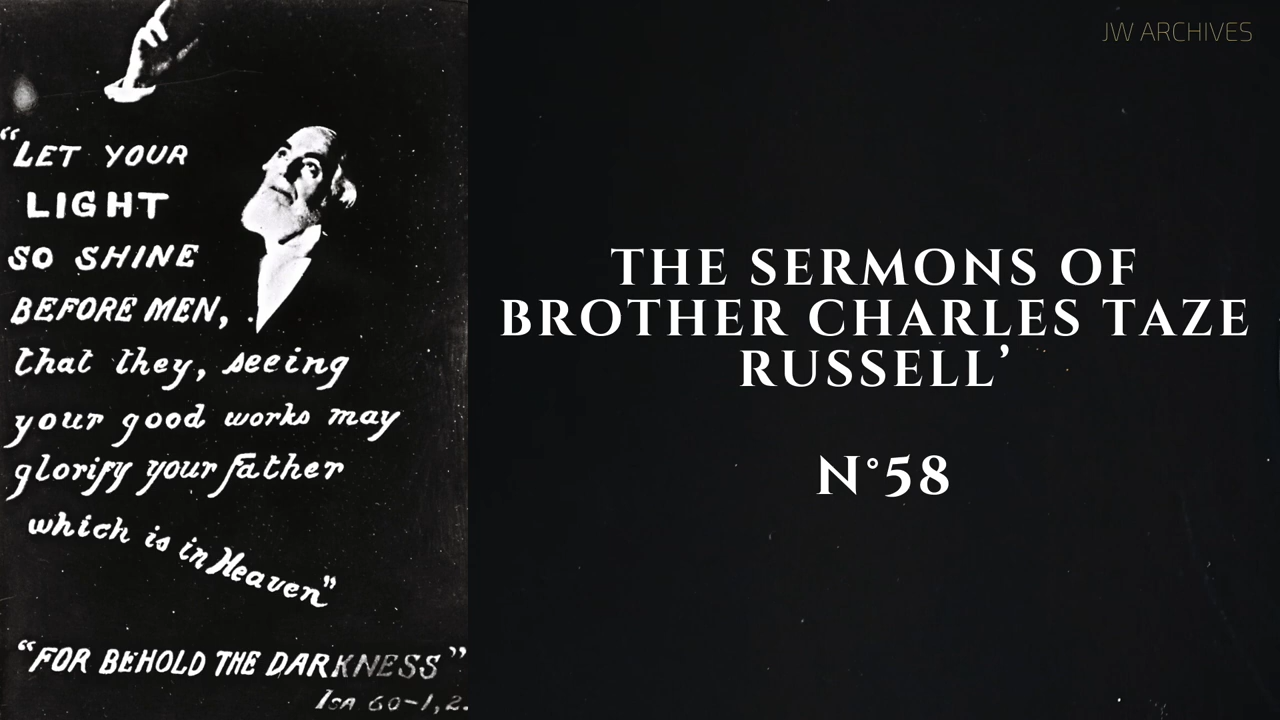 JW ARCHIVES
“LET YOUR
LIGHT
SO SHINE
BEFORE MEN,
that they, seeing
your good works may
glorify your father
which is in Heaven”
“FOR BEHOLD THE DARKNESS”
ISA 60-1,2.
THE SERMONS OF
BROTHER CHARLES TAZE
RUSSELL’
N°58